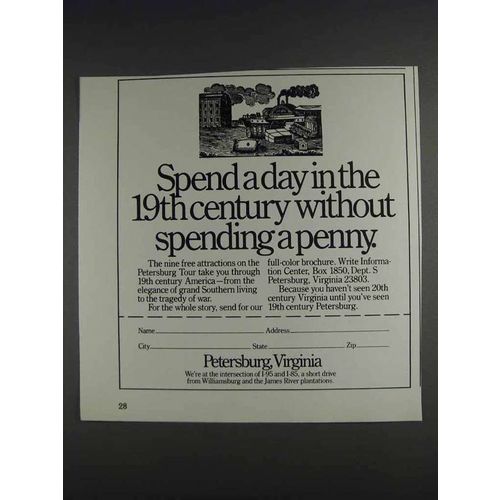 Spend a day in the
19th century without
spending a penny.
The nine free attractions on the
Petersburg Tour take you through
19th century America—from the
elegance of grand Southern living
to the tragedy of war.
For the whole story, send for our
full-color brochure. Write Informa-
tion Center, Box 1850, Dept. S
Petersburg, Virginia 23803.
Because you haven't seen 20th
century Virginia until you've seen
19th century Petersburg.
Name Address
City State Zip
Petersburg, Virginia
We're at the intersection of I-95 and I-85, a short drive
from Williamsburg and the James River plantations.
28